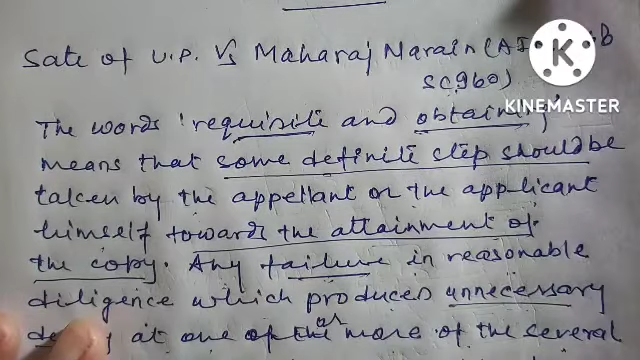 Sate of U.P. Vs Maharaj Narain (AI
SC 960)
K
KINEMASTER
The words 'requisite and obtaining'
means that some definite step should be
taken by the appellant or the applicant
himself towards the attainment of
the copy. Any failure in reasonable
diligence which produces unnecessary
at one of the or more of the several